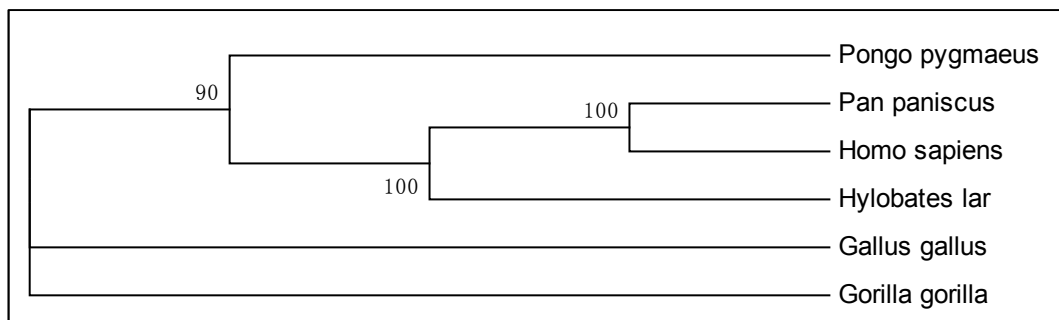 Pongo pygmaeus
90
Pan paniscus
100
Homo sapiens
100
Hylobates lar
Gallus gallus
Gorilla gorilla